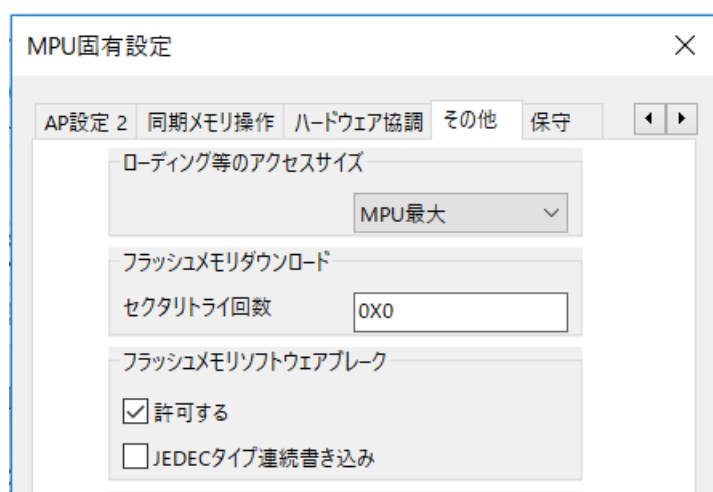 MPU固有設定
AP設定 2 同期メモリ操作 ハードウェア協調 その他 保守
ローディング等のアクセスサイズ
MPU最大
フラッシュメモリダウンロード
セクタリトライ回数 0X0
フラッシュメモリソフトウェアブレーク
許可する
JEDECタイプ連続書き込み